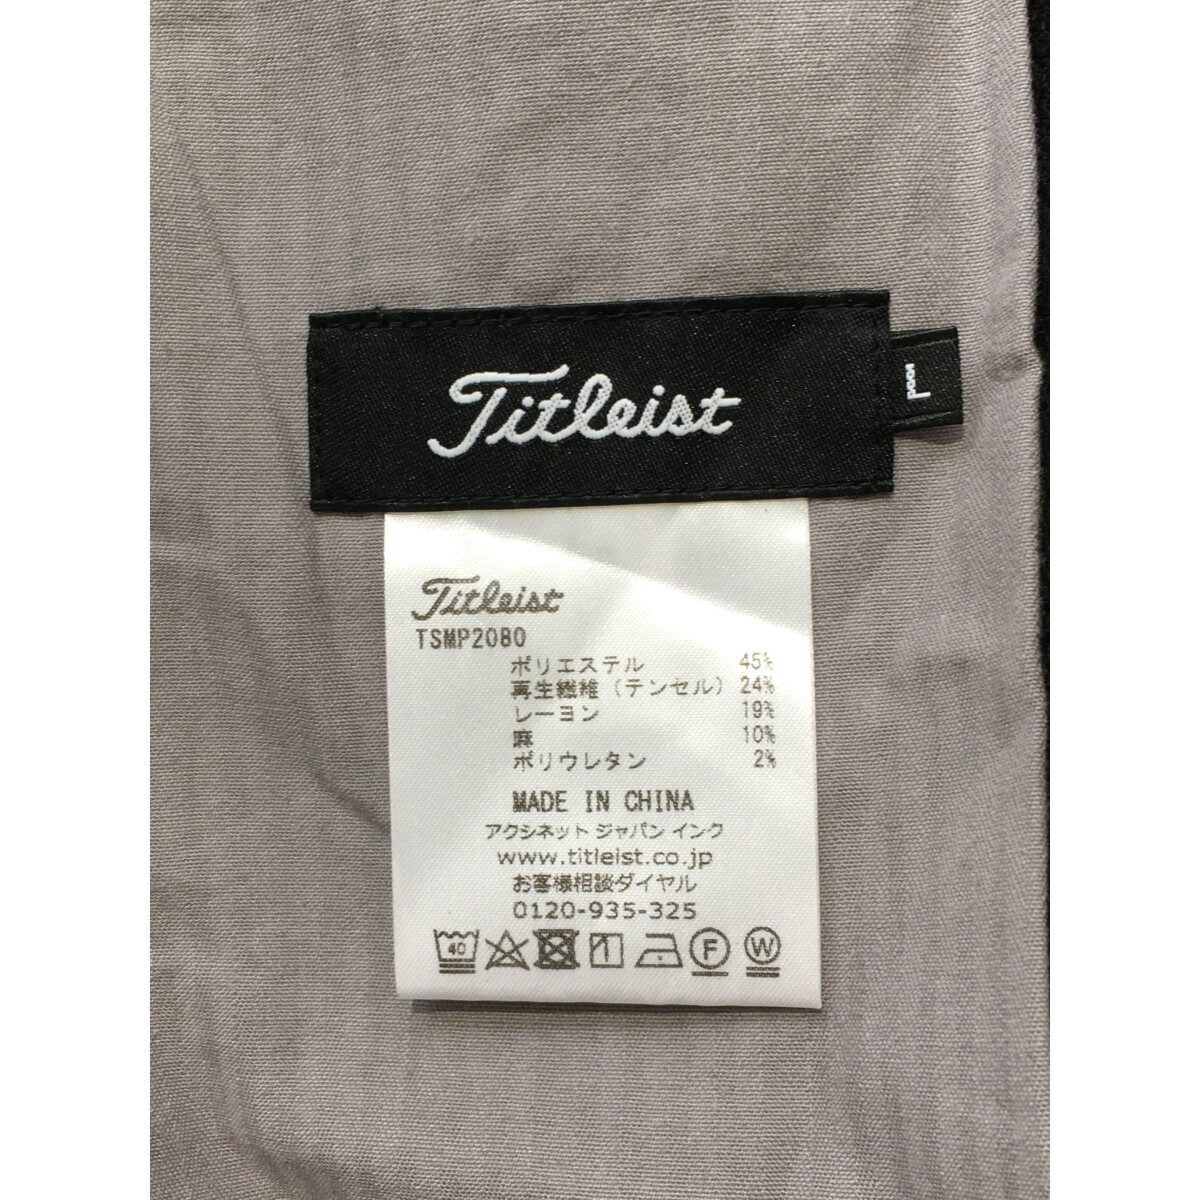 Titleist
L
Titleist
TSMP2080
ポリエステル 45%
再生繊維（テンセル） 24%
レーヨン 19%
麻 10%
ポリウレタン 2%
MADE IN CHINA
アクシネット ジャパン インク
www.titleist.co.jp
お客様相談ダイヤル
0120-935-325
40 F W